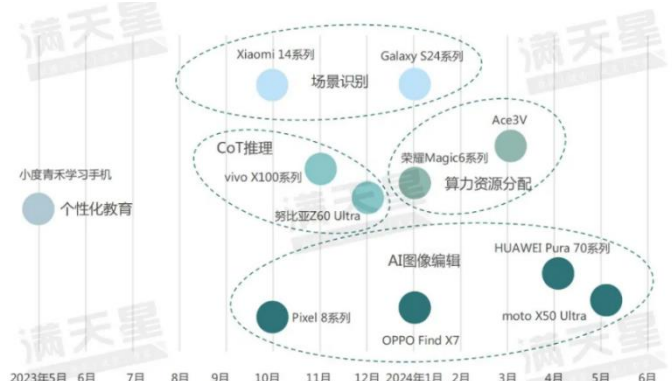 满天星
满天星
Xiaomi 14系列
Galaxy S24系列
场景识别
Ace3V
CoT推理
荣耀Magic6系列
小度青禾学习手机
vivo X100系列
算力资源分配
满天星
个性化教育
努比亚Z60 Ultra
HUAWEI Pura 70系列
AI图像编辑
满天星
Pixel 8系列
moto X50 Ultra
满天星
OPPO Find X7
2023年5月 6月 7月 8月 9月 10月 11月 12月 2024年1月 2月 3月 4月 5月 6月